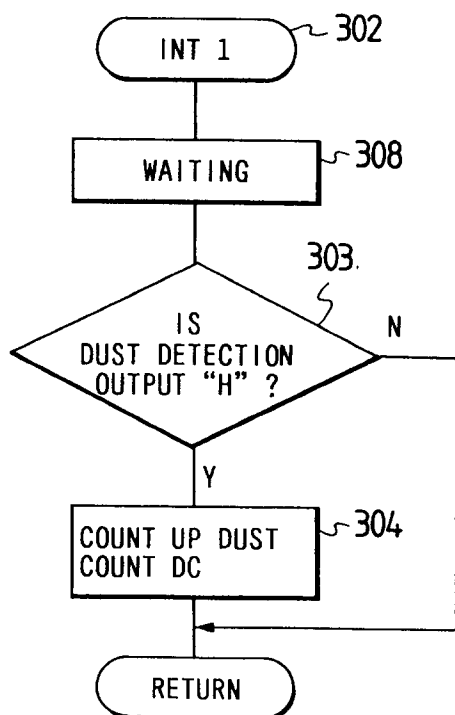 INT 1
302
WAITING
308
303.
IS
DUST DETECTION
OUTPUT “H” ?
N
Y
COUNT UP DUST
COUNT DC
304
RETURN